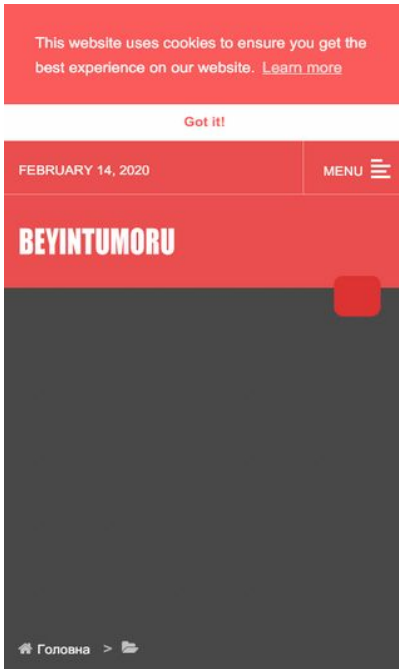 This website uses cookies to ensure you get the
best experience on our website. Learn more
Got it!
FEBRUARY 14, 2020 MENU
BEYINTUMORU
Головна >